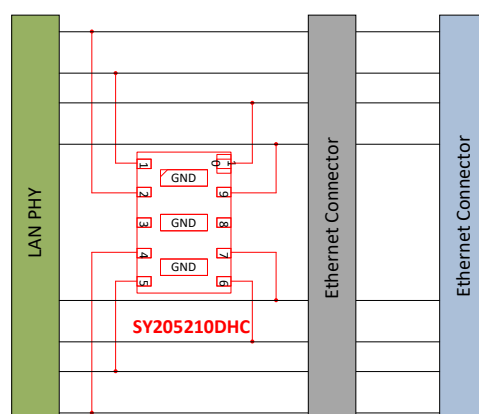 LAN PHY
1
2
3
4
5
10
9
8
7
6
GND
GND
GND
SY205210DHC
Ethernet Connector
Ethernet Connector